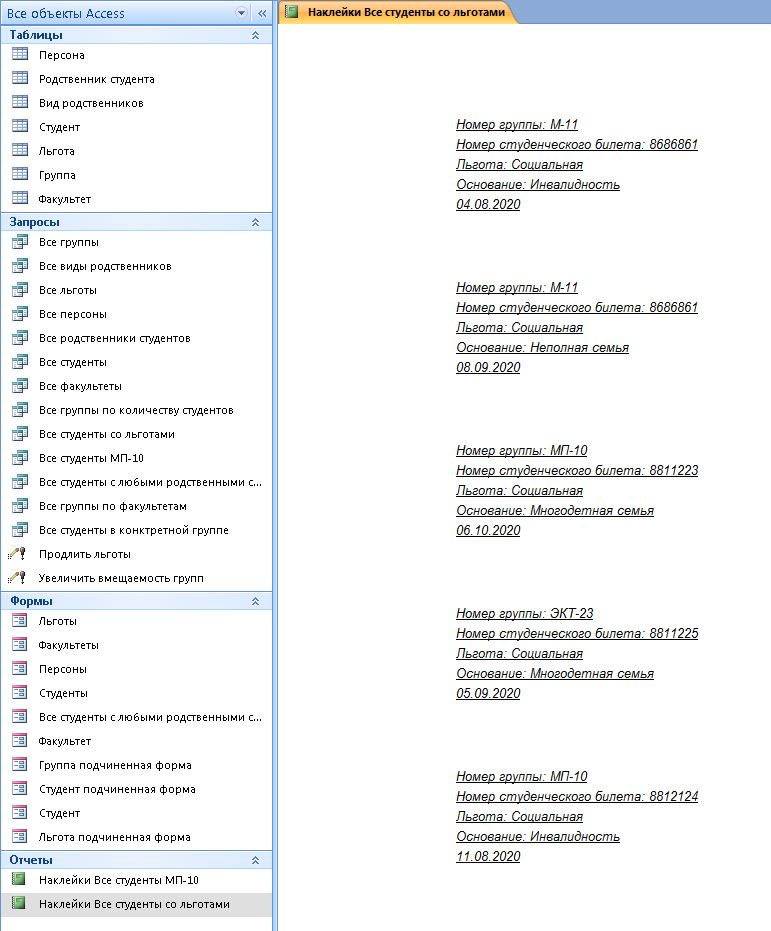 Все объекты Access
Таблицы
Персона
Родственник студента
Вид родственников
Студент
Льгота
Группа
Факультет
Запросы
Все группы
Все виды родственников
Все льготы
Все персоны
Все родственники студентов
Все студенты
Все факультеты
Все группы по количеству студентов
Все студенты со льготами
Все студенты МП-10
Все студенты с любыми родственными с...
Все группы по факультетам
Все студенты в конктретной группе
Продлить льготы
Увеличить вмещаемость групп
Формы
Льготы
Факультеты
Персоны
Студенты
Все студенты с любыми родственными с...
Факультет
Группа подчиненная форма
Студент подчиненная форма
Студент
Льгота подчиненная форма
Отчеты
Наклейки Все студенты МП-10
Наклейки Все студенты со льготами
Наклейки Все студенты со льготами
Номер группы: М-11
Номер студенческого билета: 8686861
Льгота: Социальная
Основание: Инвалидность
04.08.2020
Номер группы: М-11
Номер студенческого билета: 8686861
Льгота: Социальная
Основание: Неполная семья
08.09.2020
Номер группы: МП-10
Номер студенческого билета: 8811223
Льгота: Социальная
Основание: Многодетная семья
06.10.2020
Номер группы: ЭКТ-23
Номер студенческого билета: 8811225
Льгота: Социальная
Основание: Многодетная семья
05.09.2020
Номер группы: МП-10
Номер студенческого билета: 8812124
Льгота: Социальная
Основание: Инвалидность
11.08.2020